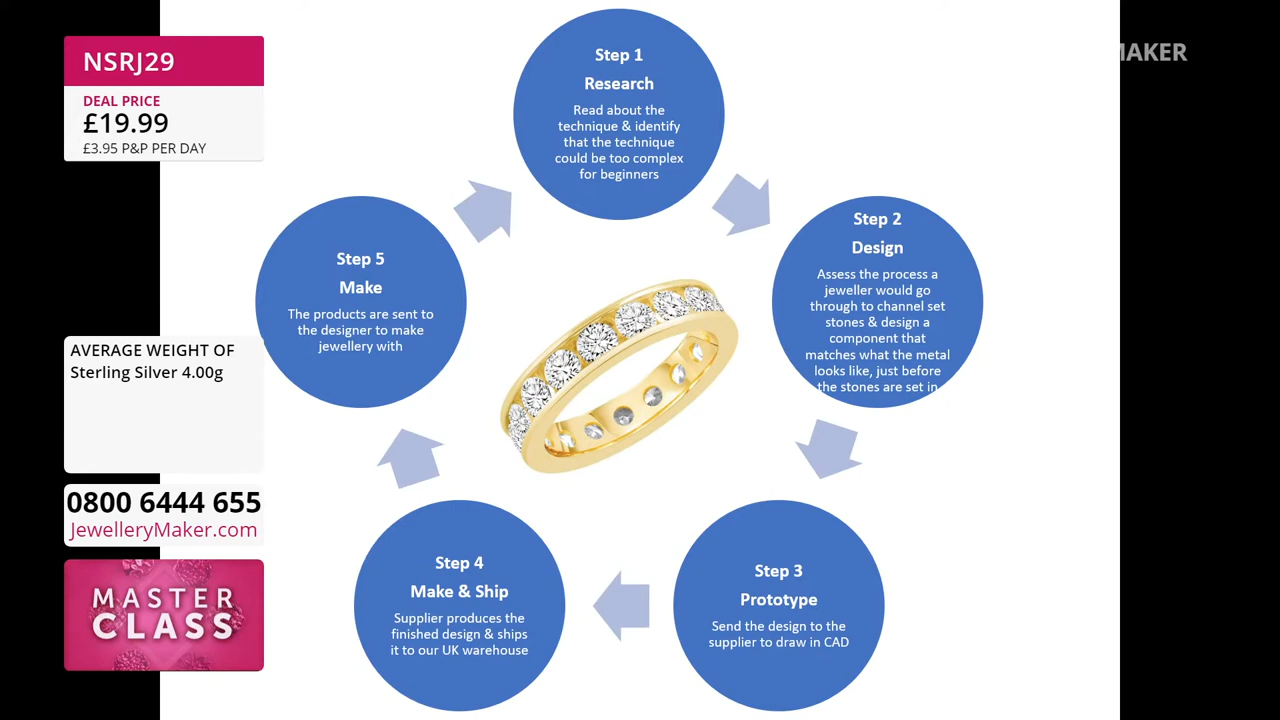 NSRJ29
DEAL PRICE
£19.99
£3.95 P&P PER DAY
AVERAGE WEIGHT OF
Sterling Silver 4.00g
0800 6444 655
JewelleryMaker.com
MASTER
CLASS
Step 1
Research
Read about the
technique & identify
that the technique
could be too complex
for beginners
Step 2
Design
Assess the process a
jeweller would go
through to channel set
stones & design a
component that
matches what the metal
looks like, just before
the stones are set in
Step 3
Prototype
Send the design to the
supplier to draw in CAD
Step 4
Make & Ship
Supplier produces the
finished design & ships
it to our UK warehouse
Step 5
Make
The products are sent to
the designer to make
jewellery with
MAKER